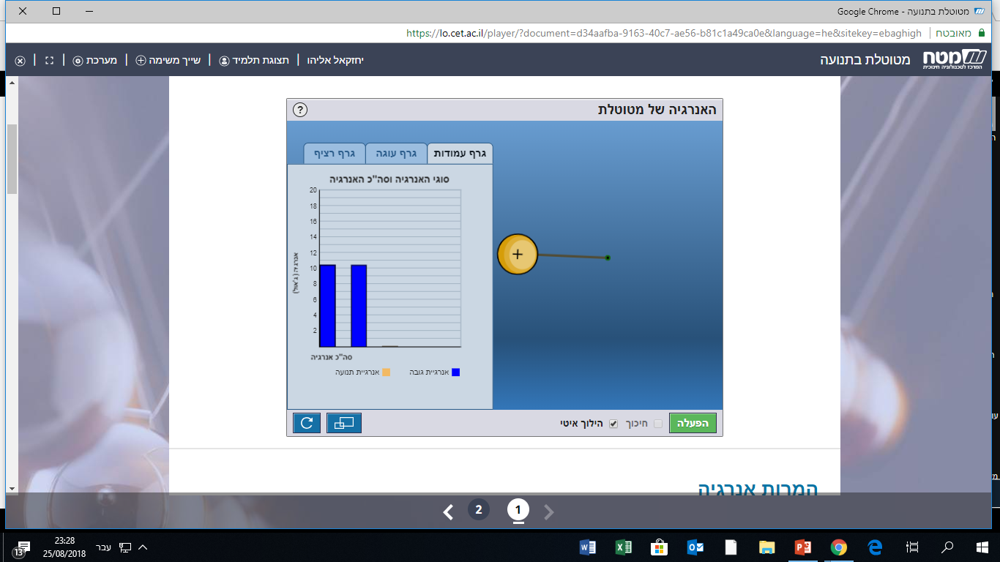 מטוטלת בתנועה - Google Chrome
מאובטח
https://lo.cet.ac.il/player/?document=d34aafba-9163-40c7-ae56-b81c1a49ca0e&language=he&sitekey=ebaghigh
מטח
המרכז לטכנולוגיה חינוכית
מטוטלת בתנועה
יחזקאל אליהו
תצוגת תלמיד
שייך משימה
מערכת
האנרגיה של מטוטלת
?
גרף עמודות
גרף עוגה
גרף רציף
סוגי האנרגיה וסה"כ האנרגיה
20
18
16
14
12
10
8
6
4
2
אנרגיה (ג'אול)
סה"כ אנרגיה
אנרגיית גובה
אנרגיית תנועה
+
הפעלה
חיכוך
הילוך איטי
המרות אנרגיה
1
2
23:28
25/08/2018
עבר
13